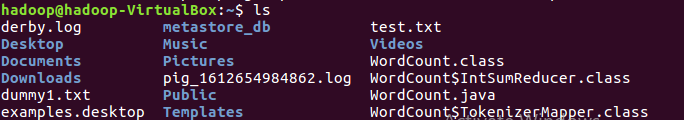 hadoop@hadoop-VirtualBox:~$ ls
derby.log metastore_db test.txt
Desktop Music Videos
Documents Pictures WordCount.class
Downloads pig_1612654984862.log WordCount$IntSumReducer.class
dummy1.txt Public WordCount.java
examples.desktop Templates WordCount$TokenizerMapper.class